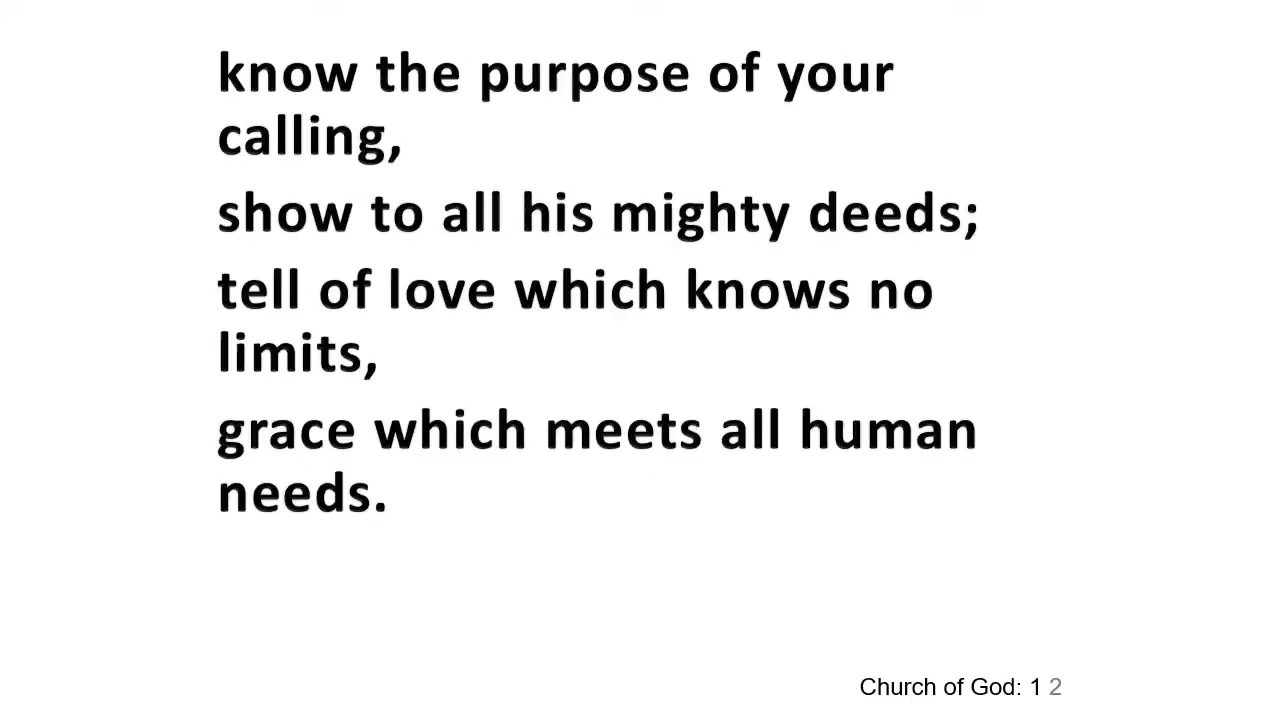 know the purpose of your
calling,
show to all his mighty deeds;
tell of love which knows no
limits,
grace which meets all human
needs.
Church of God: 1 2